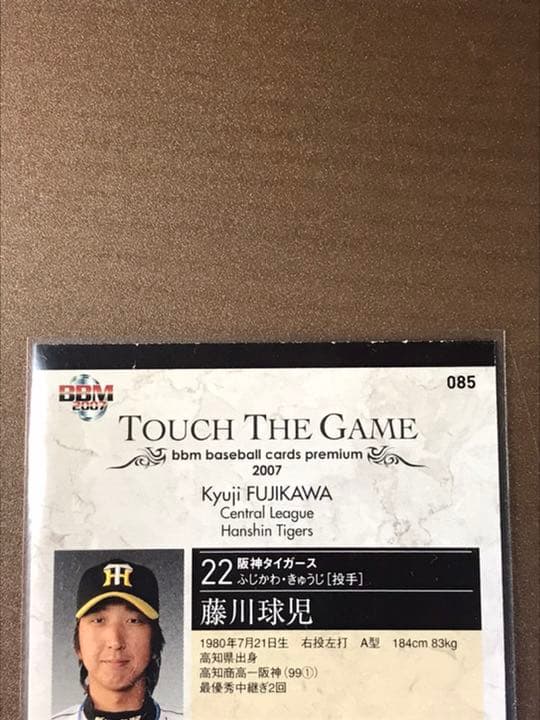 085
BBM
2007
TOUCH THE GAME
bbm baseball cards premium
2007
Kyuji FUJIKAWA
Central League
Hanshin Tigers
22 阪神タイガース
ふじかわ・きゅうじ[投手]
藤川球児
1980年7月21日生 右投左打 A型 184cm 83kg
高知県出身
高知商高―阪神(99①)
最優秀中継ぎ2回